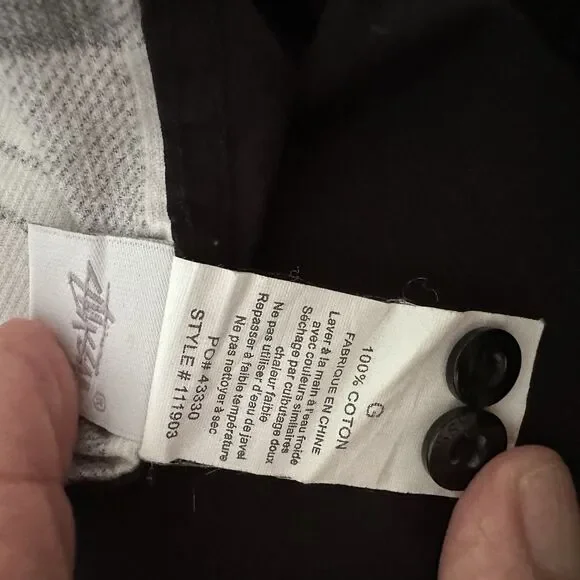 Stüssy ®
G
100% COTON
FABRIQUE EN CHINE
Laver à la main à l'eau froide
avec couleurs similaires
Séchage par culbutage doux
chaleur faible
Ne pas utiliser d'eau de javel
Repasser à faible température
Ne pas nettoyer à sec
PO# 43330
STYLE # 111903